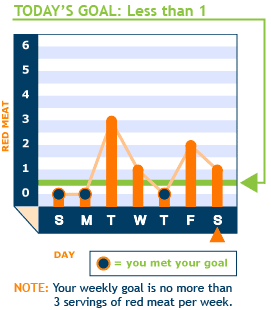 TODAY'S GOAL: Less than 1
6
5
4
3
2
1
0
RED MEAT
S M T W T F S
DAY
= you met your goal
NOTE: Your weekly goal is no more than
3 servings of red meat per week.